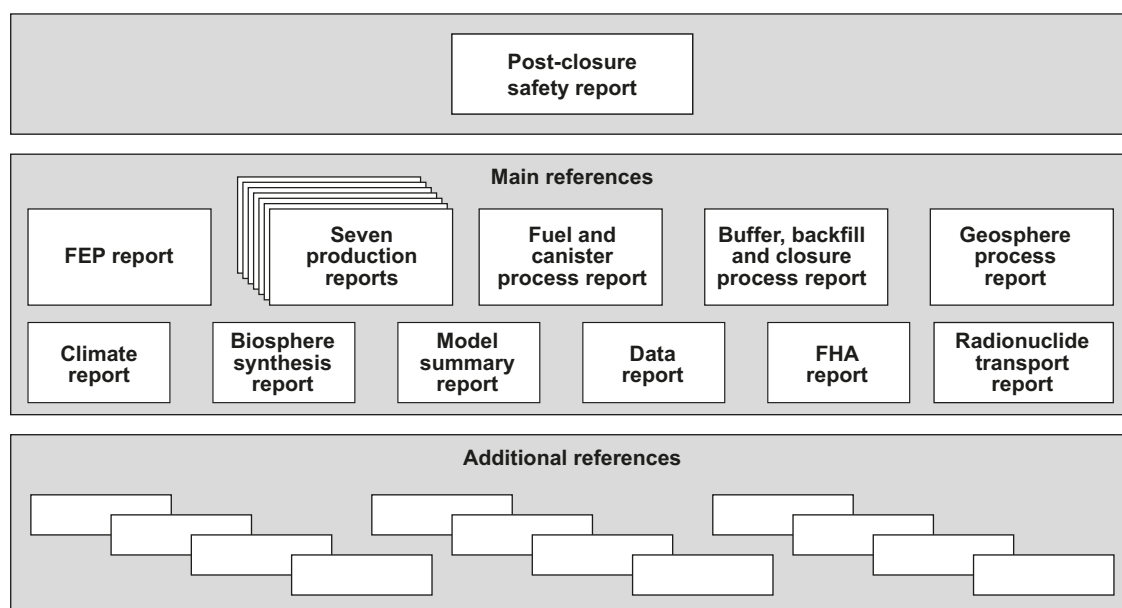 Post-closure
safety report
Main references
FEP report
Seven
production
reports
Fuel and
canister
process report
Buffer, backfill
and closure
process report
Geosphere
process
report
Climate
report
Biosphere
synthesis
report
Model
summary
report
Data
report
FHA
report
Radionuclide
transport
report
Additional references